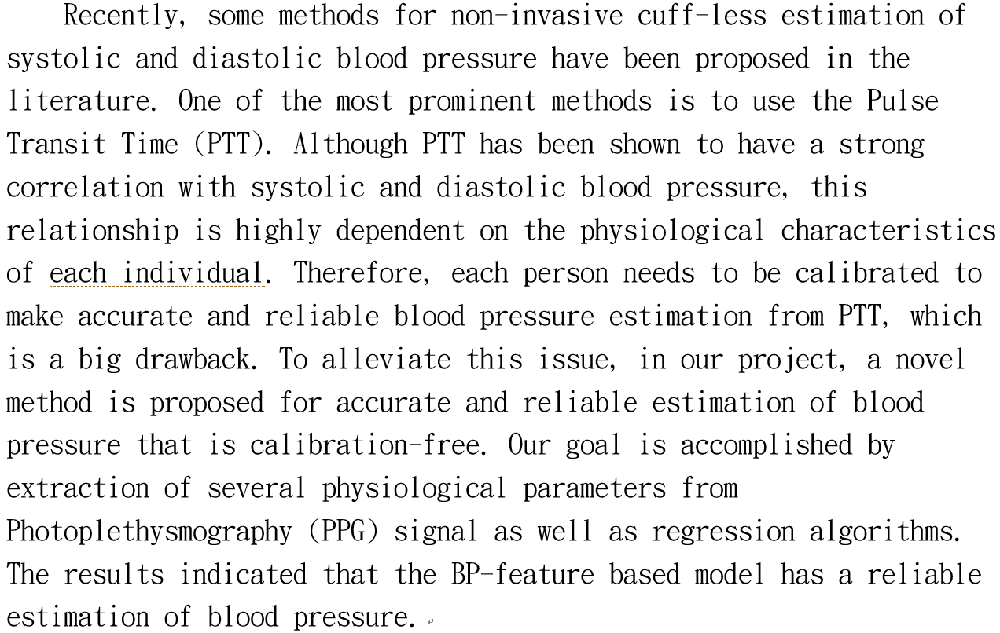 Recently, some methods for non-invasive cuff-less estimation of
systolic and diastolic blood pressure have been proposed in the
literature. One of the most prominent methods is to use the Pulse
Transit Time (PTT). Although PTT has been shown to have a strong
correlation with systolic and diastolic blood pressure, this
relationship is highly dependent on the physiological characteristics
of each individual. Therefore, each person needs to be calibrated to
make accurate and reliable blood pressure estimation from PTT, which
is a big drawback. To alleviate this issue, in our project, a novel
method is proposed for accurate and reliable estimation of blood
pressure that is calibration-free. Our goal is accomplished by
extraction of several physiological parameters from
Photoplethysmography (PPG) signal as well as regression algorithms.
The results indicated that the BP-feature based model has a reliable
estimation of blood pressure.